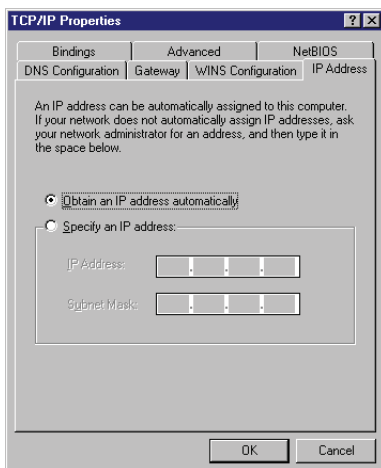 TCP/IP Properties
Bindings Advanced NetBIOS
DNS Configuration Gateway WINS Configuration IP Address
An IP address can be automatically assigned to this computer.
If your network does not automatically assign IP addresses, ask
your network administrator for an address, and then type it in
the space below.
Obtain an IP address automatically
Specify an IP address:
IP Address:
Subnet Mask:
OK Cancel